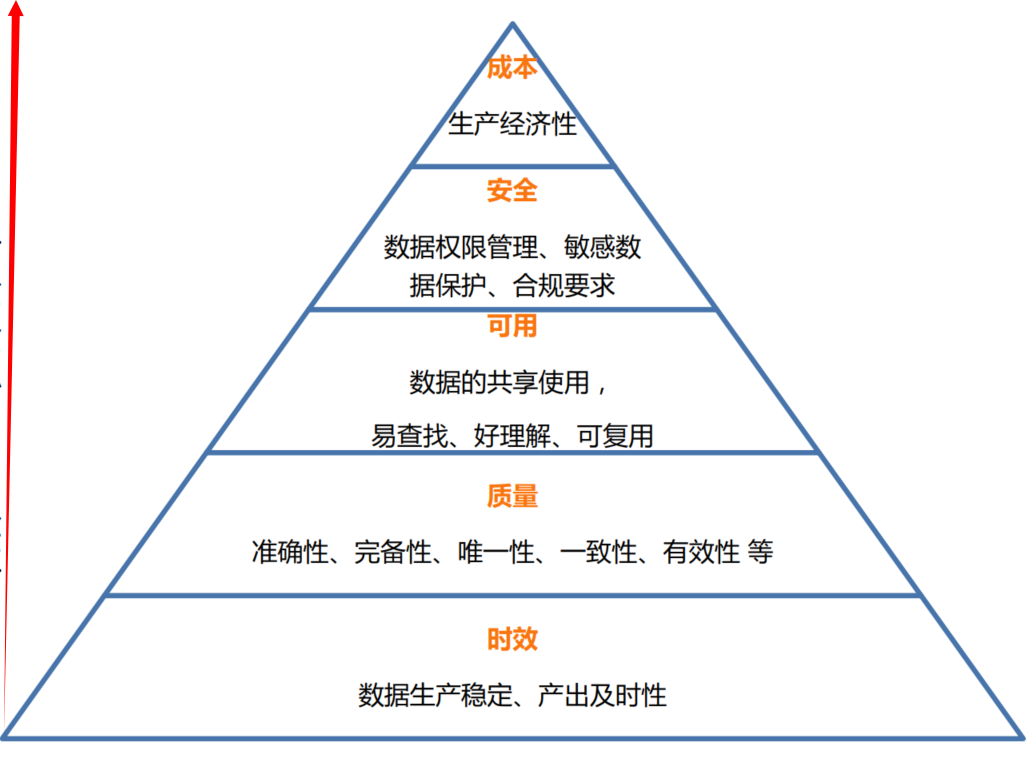 成本
生产经济性
安全
数据权限管理、敏感数
据保护、合规要求
可用
数据的共享使用，
易查找、好理解、可复用
质量
准确性、完备性、唯一性、一致性、有效性 等
时效
数据生产稳定、产出及时性